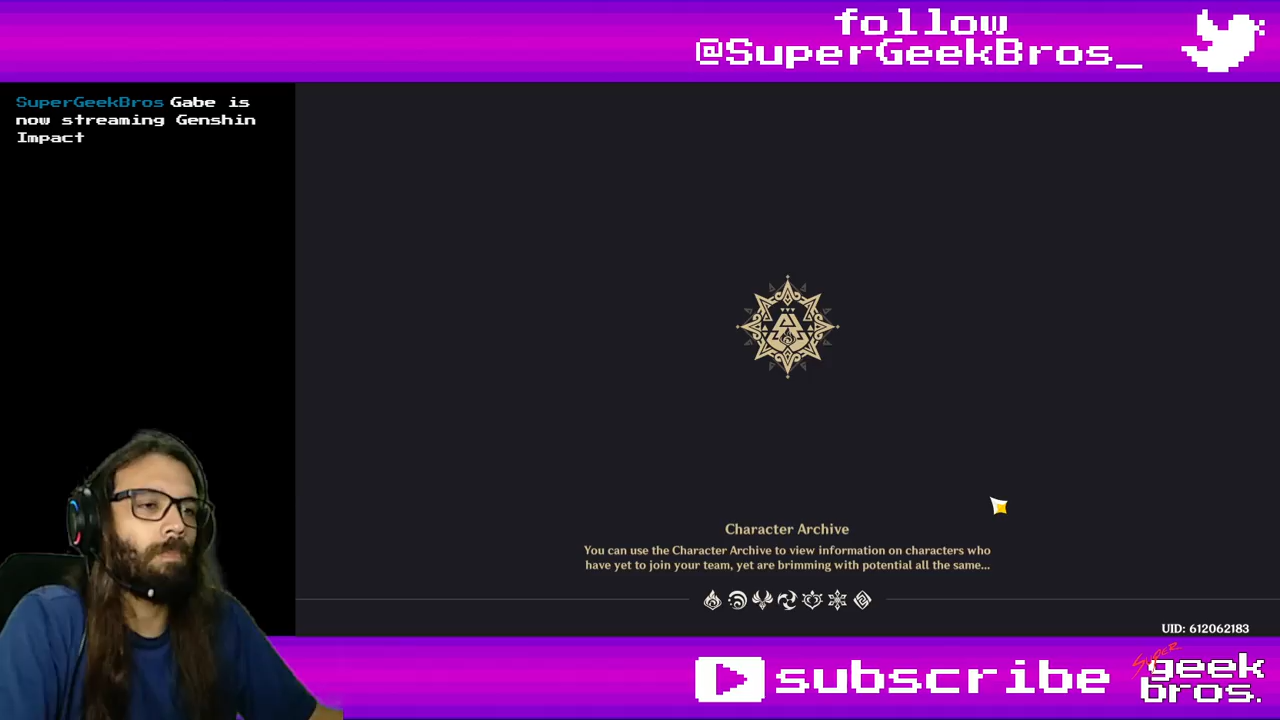 follow
@SuperGeekBros_
SuperGeekBros Gabe is
now streaming Genshin
Impact
Character Archive
You can use the Character Archive to view information on characters who
have yet to join your team, yet are brimming with potential all the same...
UID: 612062183
subscribe
SUPER
geek
bros.